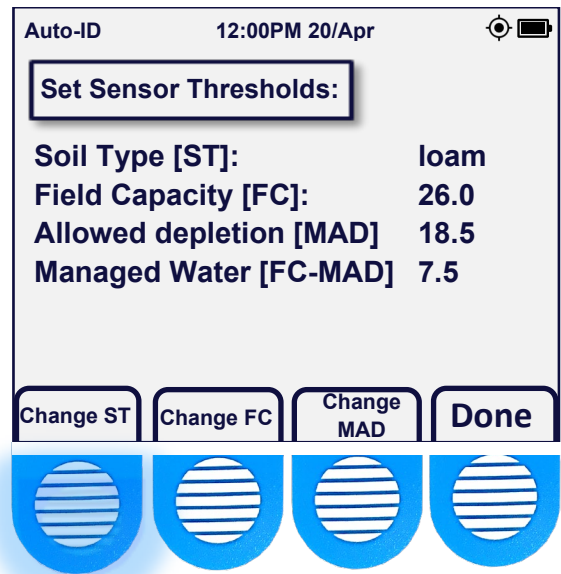 Auto-ID 12:00PM 20/Apr
Set Sensor Thresholds:
Soil Type [ST]: loam
Field Capacity [FC]: 26.0
Allowed depletion [MAD] 18.5
Managed Water [FC-MAD] 7.5
Change ST Change FC Change MAD Done